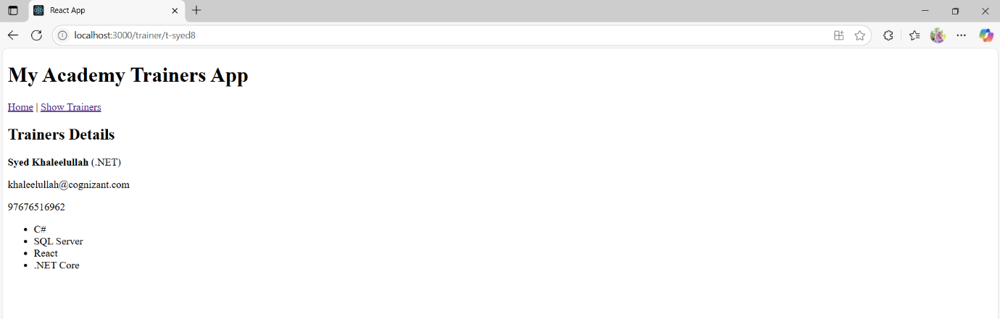 React App
localhost:3000/trainer/t-syed8
My Academy Trainers App
Home | Show Trainers
Trainers Details
Syed Khaleelullah (.NET)
khaleelullah@cognizant.com
97676516962
C#
SQL Server
React
.NET Core